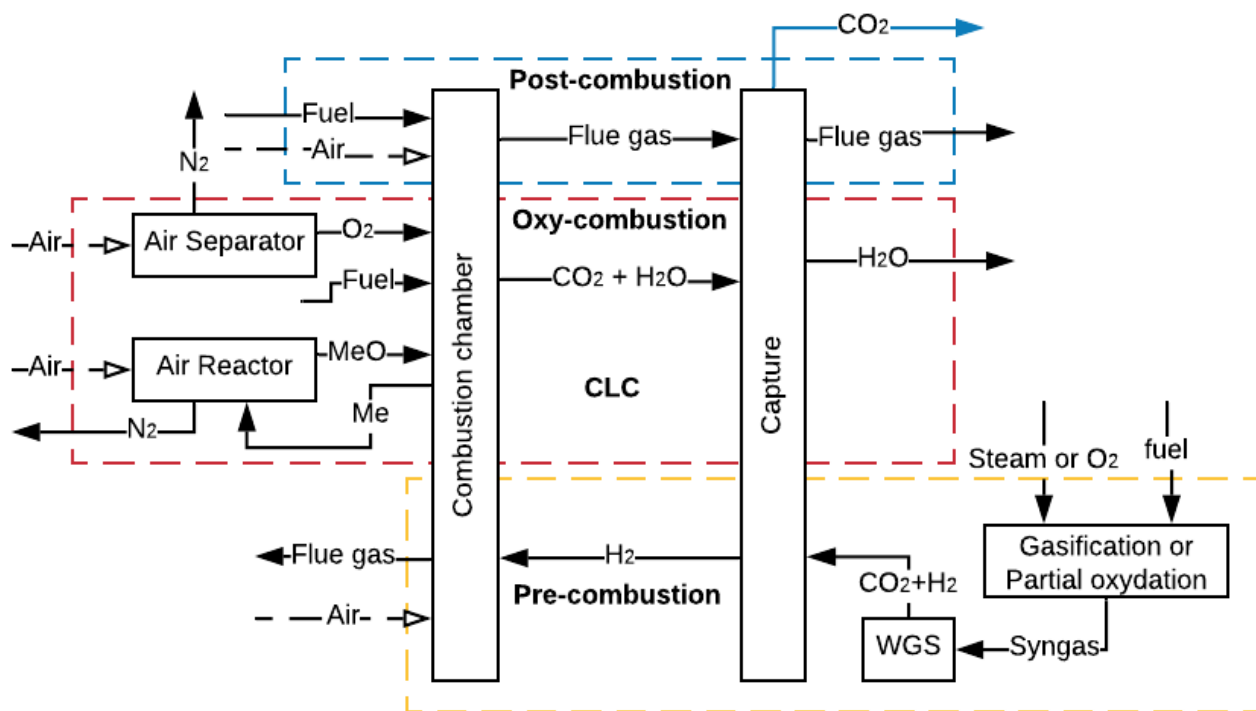 CO2
Post-combustion
Fuel
Air
Flue gas
Flue gas
N2
Oxy-combustion
Air
Air Separator
O2
Fuel
CO2 + H2O
H2O
Combustion chamber
Capture
Air
Air Reactor
MeO
Me
N2
CLC
Steam or O2
fuel
Gasification or
Partial oxydation
Flue gas
H2
CO2+H2
Pre-combustion
Air
WGS
Syngas